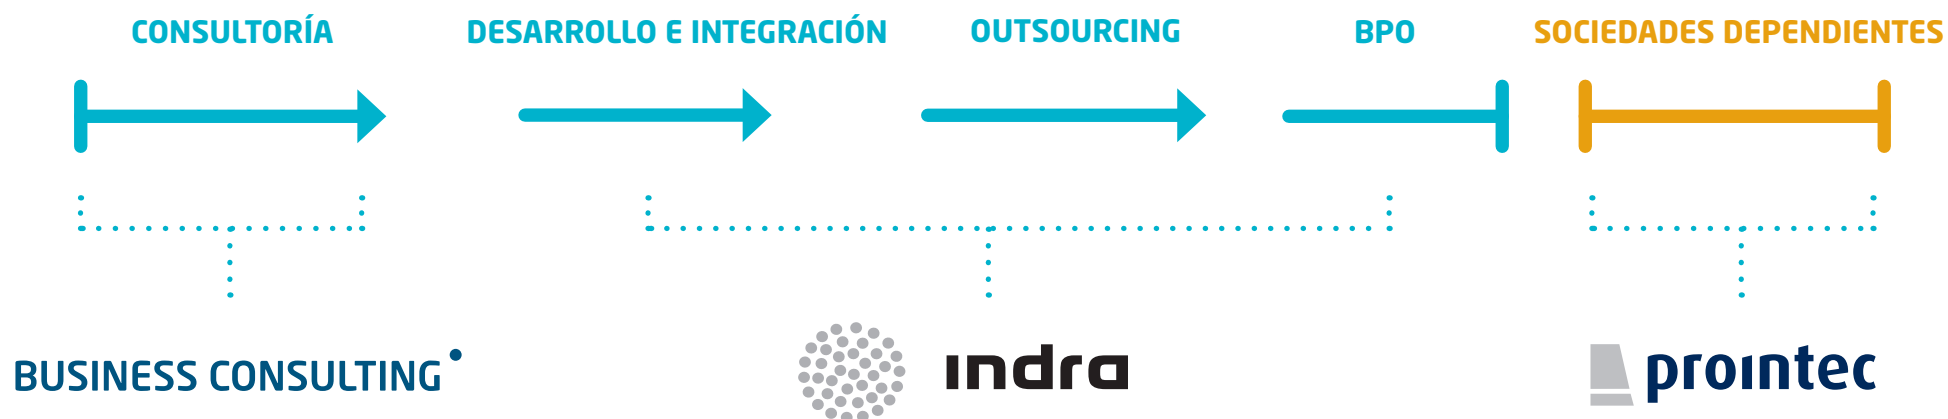 CONSULTORÍA
DESARROLLO E INTEGRACIÓN
OUTSOURCING
BPO
SOCIEDADES DEPENDIENTES
BUSINESS CONSULTING
indra
prointec